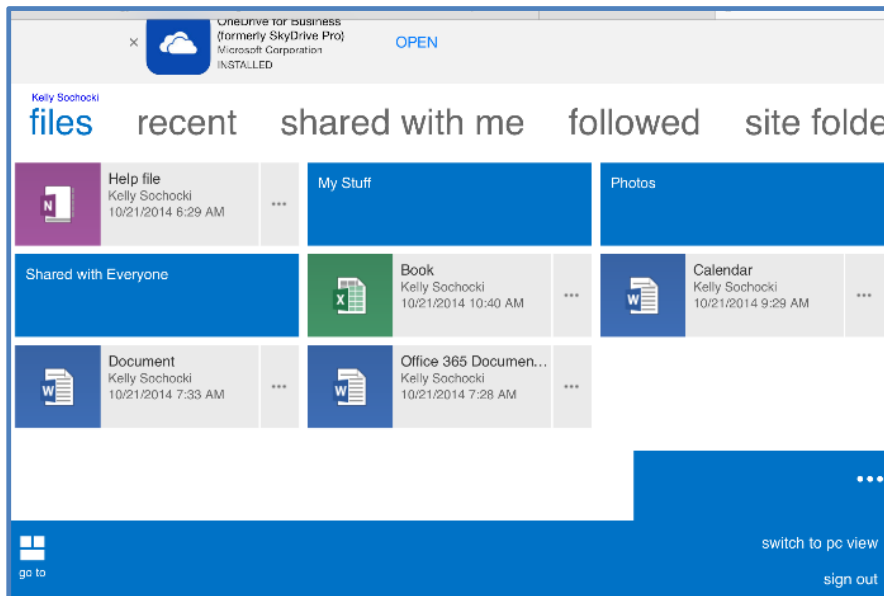 OneDrive for Business
(formerly SkyDrive Pro)
Microsoft Corporation
INSTALLED
×
OPEN
Kelly Sochocki
files recent shared with me followed site folde
N
Help file
Kelly Sochocki
10/21/2014 6:29 AM
...
My Stuff
Photos
Shared with Everyone
X
Book
Kelly Sochocki
10/21/2014 10:40 AM
...
W
Calendar
Kelly Sochocki
10/21/2014 9:29 AM
...
W
Document
Kelly Sochocki
10/21/2014 7:33 AM
...
W
Office 365 Documen...
Kelly Sochocki
10/21/2014 7:28 AM
...
...
switch to pc view
go to
sign out